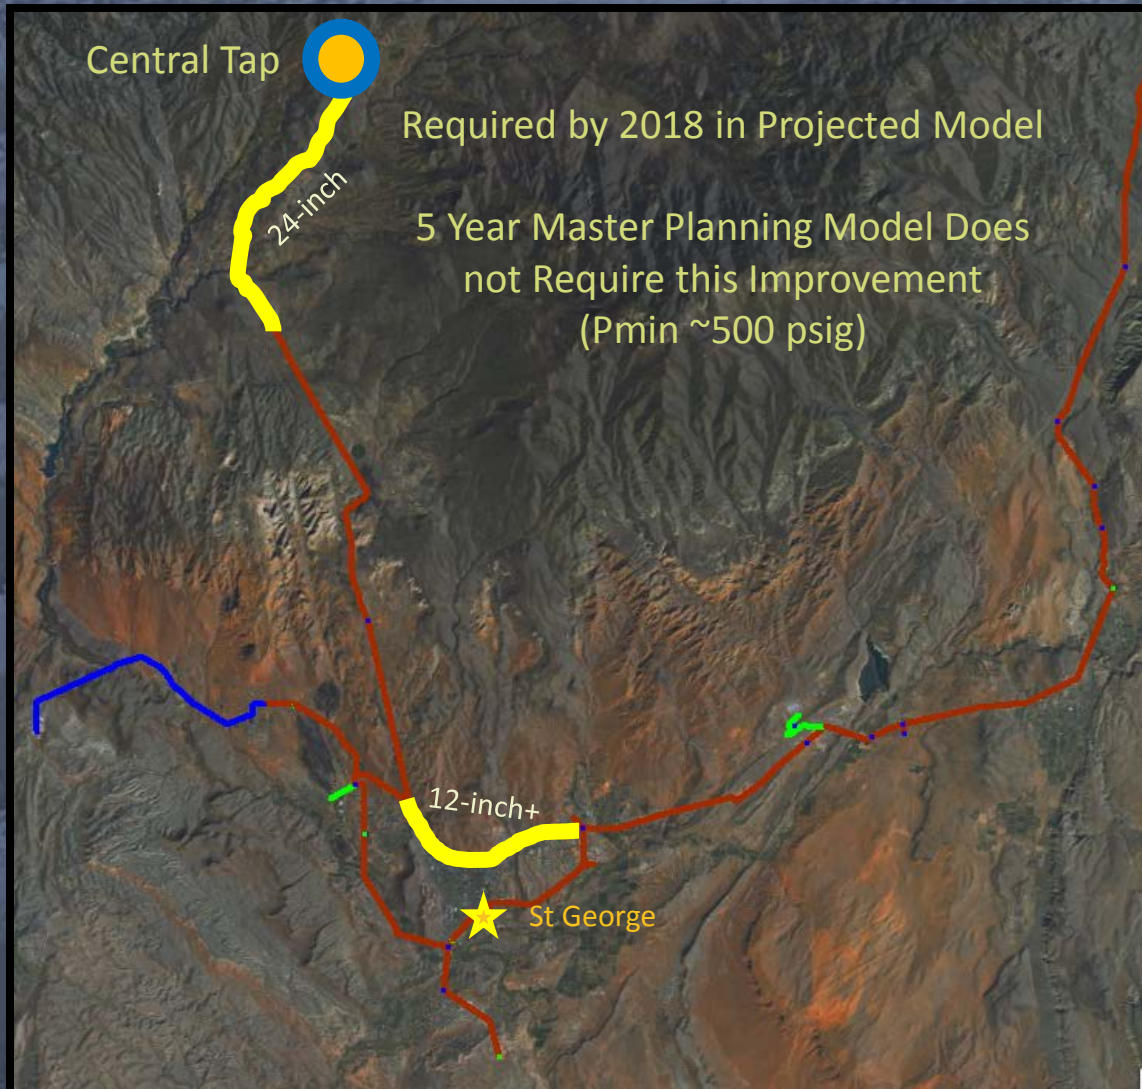 Central Tap
Required by 2018 in Projected Model
24-inch
5 Year Master Planning Model Does
not Require this Improvement
(Pmin ~500 psig)
12-inch+
St George